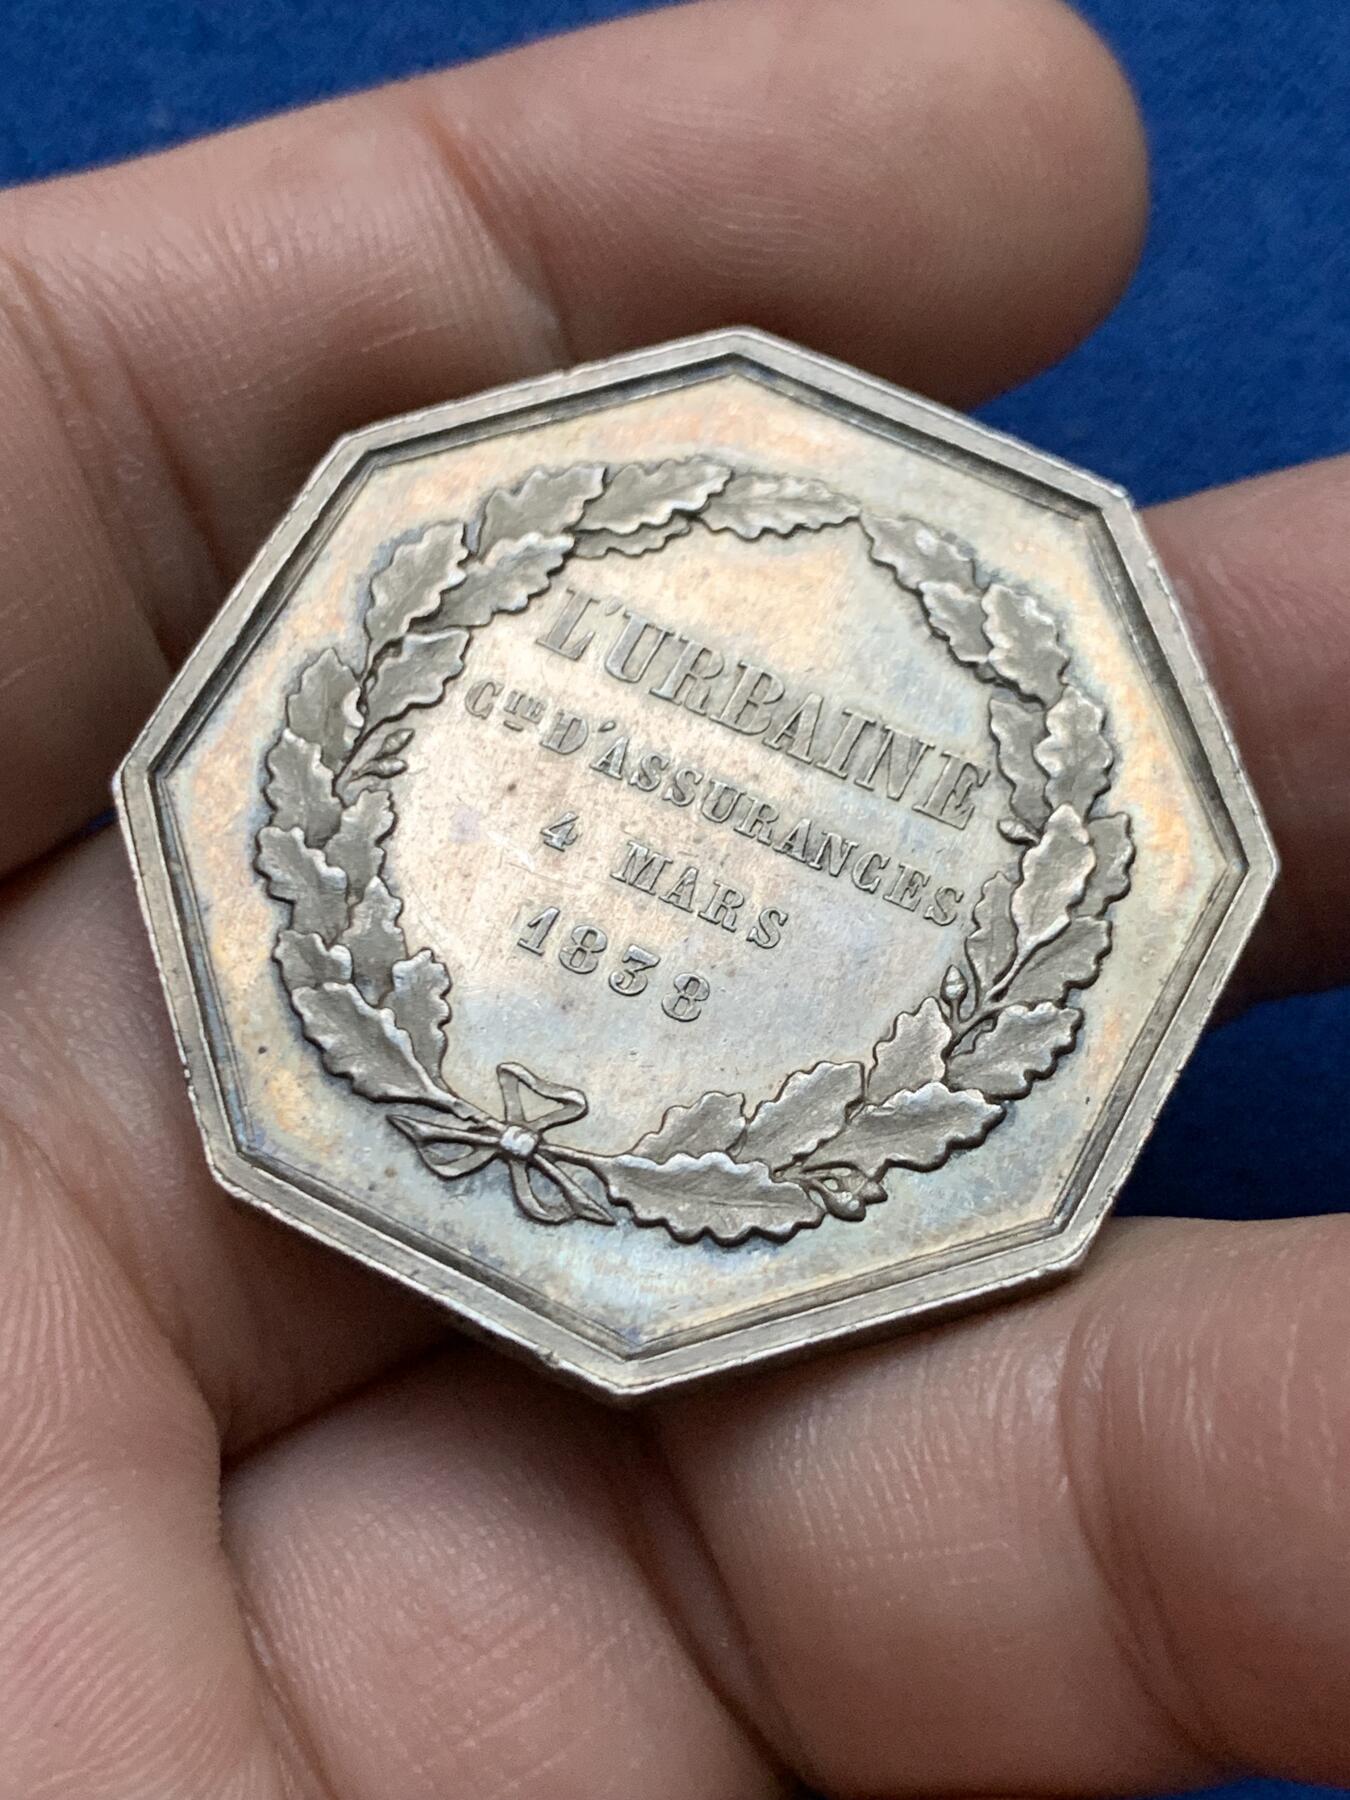 L'URBAINE
CIE D'ASSURANCES
4 MARS
1838